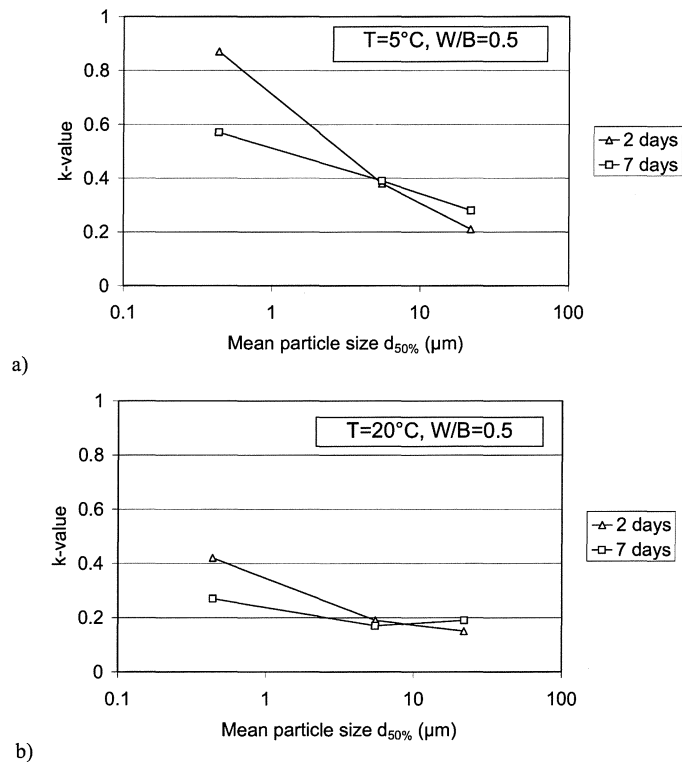 T=5°C, W/B=0.5
1
0.8
0.6
0.4
0.2
0
k-value
2 days
7 days
0.1 1 10 100
Mean particle size d50% (µm)
a)
T=20°C, W/B=0.5
1
0.8
0.6
0.4
0.2
0
k-value
2 days
7 days
0.1 1 10 100
Mean particle size d50% (µm)
b)